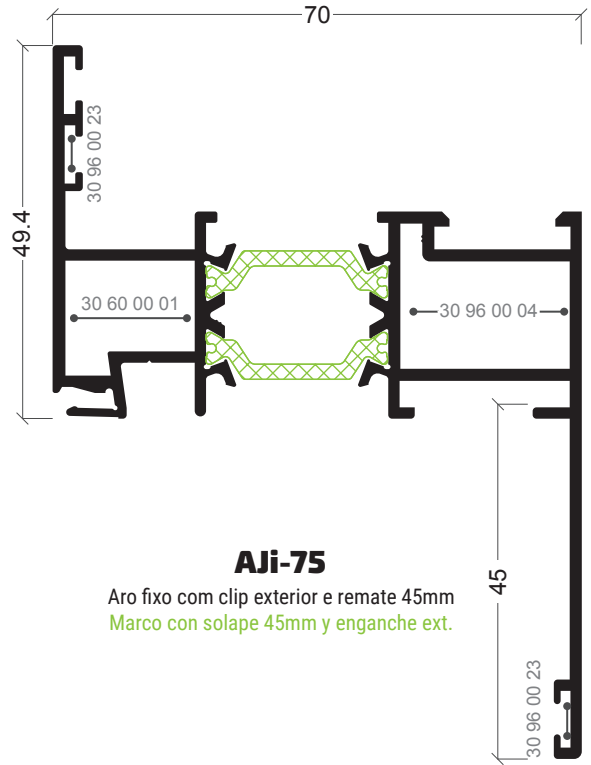 70
30 96 00 23
49.4
30 60 00 01
30 96 00 04
AJi-75
Aro fixo com clip exterior e remate 45mm
Marco con solape 45mm y enganche ext.
45
30 96 00 23